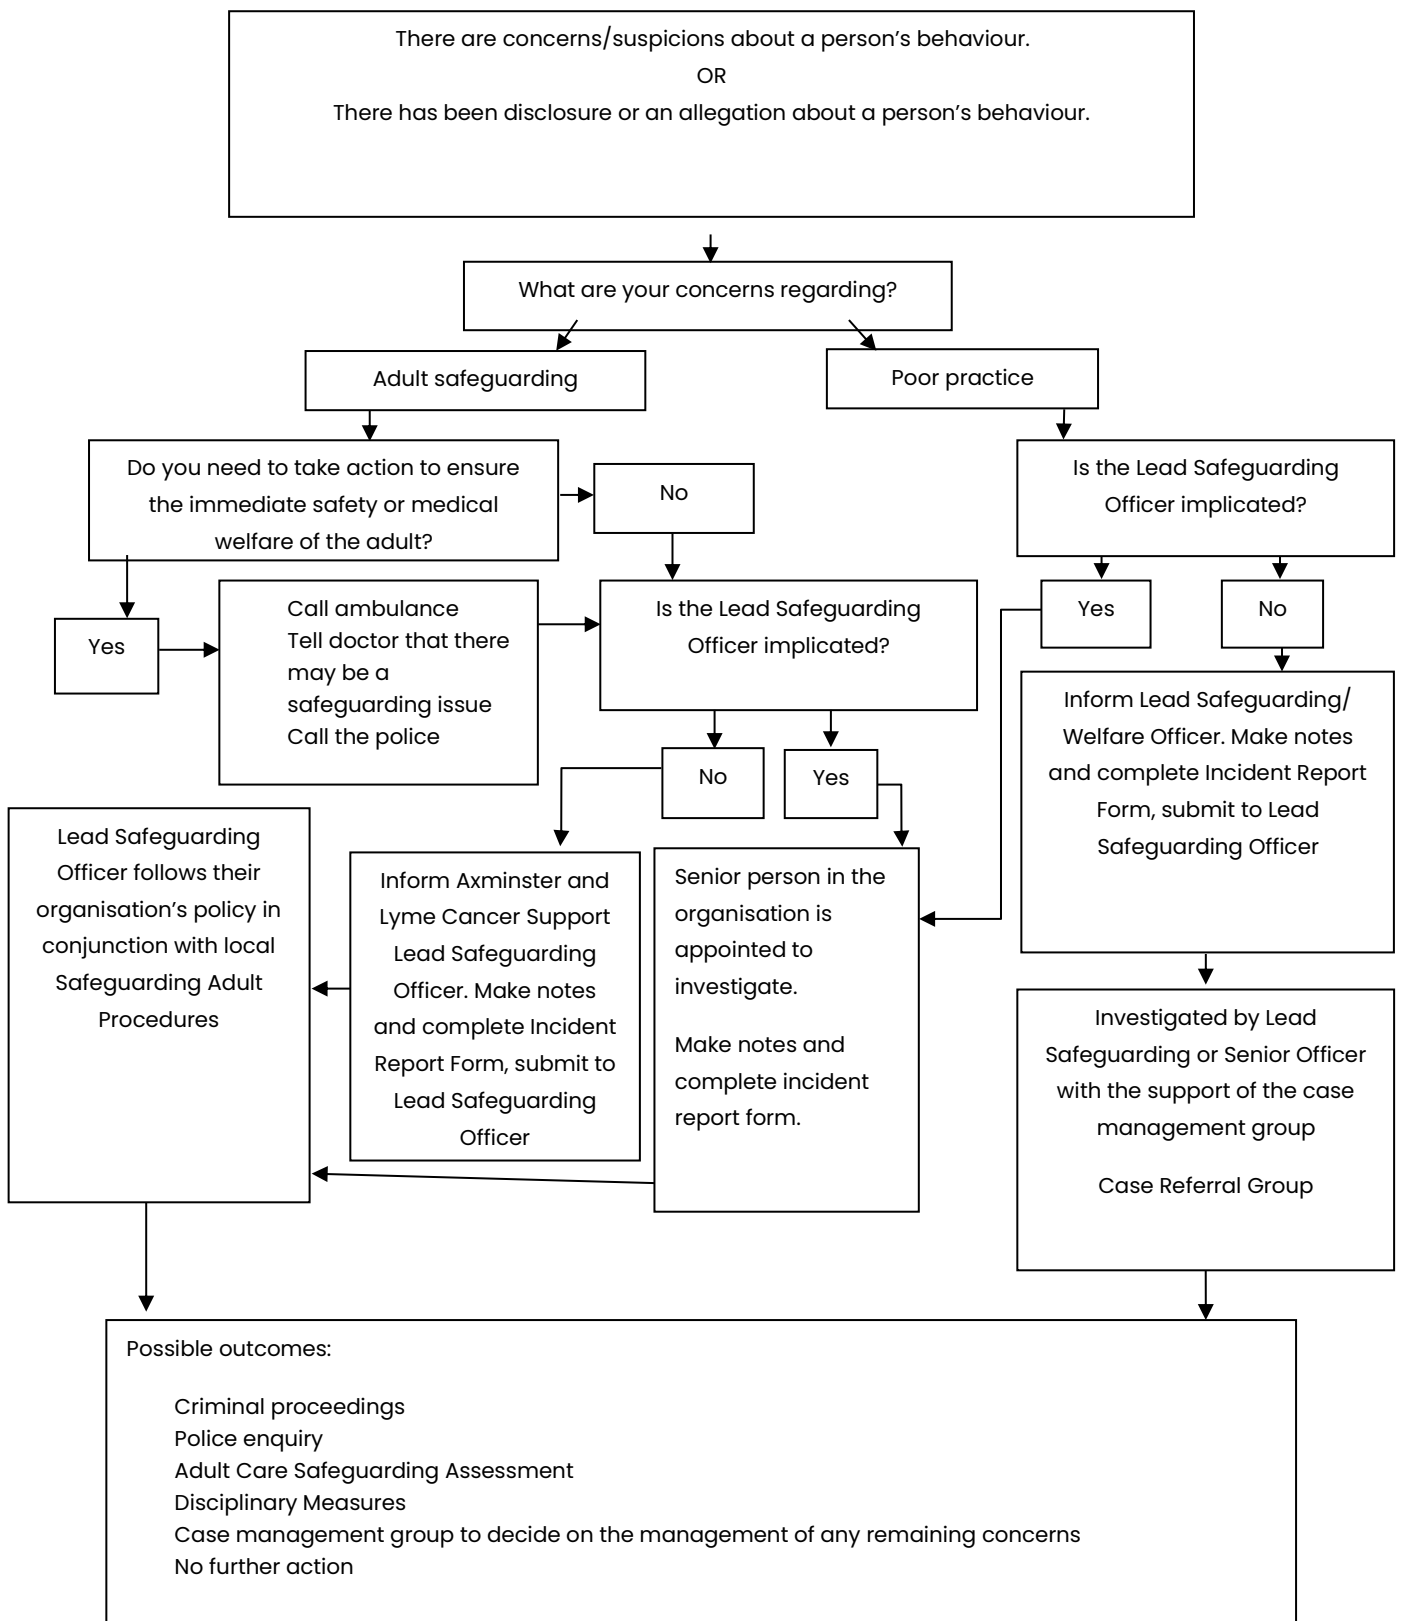 There are concerns/suspicions about a person’s behaviour.
OR
There has been disclosure or an allegation about a person’s behaviour.
What are your concerns regarding?
Adult safeguarding
Poor practice
Do you need to take action to ensure
the immediate safety or medical
welfare of the adult?
No
Is the Lead Safeguarding
Officer implicated?
Yes
Call ambulance
Tell doctor that there
may be a
safeguarding issue
Call the police
Is the Lead Safeguarding
Officer implicated?
Yes
No
No
Yes
Inform Lead Safeguarding/
Welfare Officer. Make notes
and complete Incident Report
Form, submit to Lead
Safeguarding Officer
Lead Safeguarding
Officer follows their
organisation’s policy in
conjunction with local
Safeguarding Adult
Procedures
Inform Axminster and
Lyme Cancer Support
Lead Safeguarding
Officer. Make notes
and complete Incident
Report Form, submit to
Lead Safeguarding
Officer
Senior person in the
organisation is
appointed to
investigate.
Make notes and
complete incident
report form.
Investigated by Lead
Safeguarding or Senior Officer
with the support of the case
management group
Case Referral Group
Possible outcomes:
Criminal proceedings
Police enquiry
Adult Care Safeguarding Assessment
Disciplinary Measures
Case management group to decide on the management of any remaining concerns
No further action